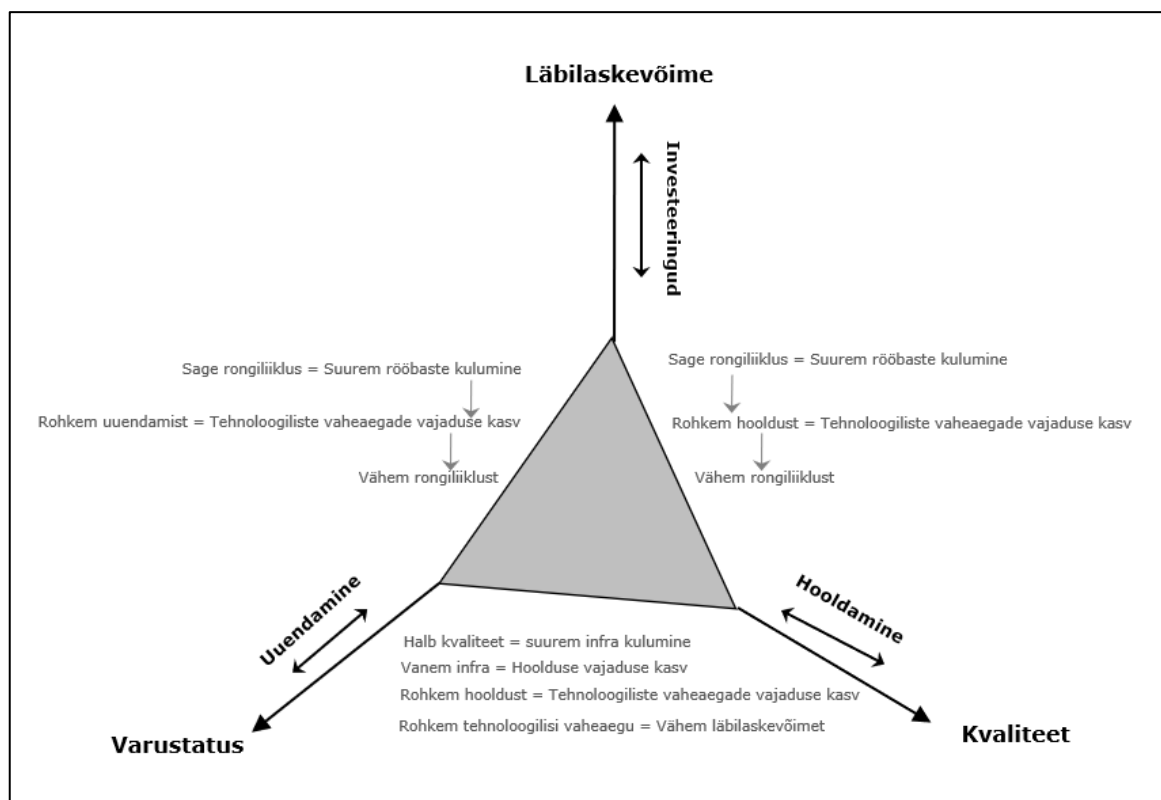 Läbilaskevõime
Investeeringud
Sage rongiliiklus = Suurem rööbaste kulumine
Rohkem uuendamist = Tehnoloogiliste vaheaegade vajaduse kasv
Vähem rongiliiklust
Sage rongiliiklus = Suurem rööbaste kulumine
Rohkem hooldust = Tehnoloogiliste vaheaegade vajaduse kasv
Vähem rongiliiklust
Uuendamine
Hooldamine
Halb kvaliteet = suurem infra kulumine
Vanem infra = Hoolduse vajaduse kasv
Rohkem hooldust = Tehnoloogiliste vaheaegade vajaduse kasv
Rohkem tehnoloogilisi vaheaegu = Vähem läbilaskevõimet
Varustatus
Kvaliteet